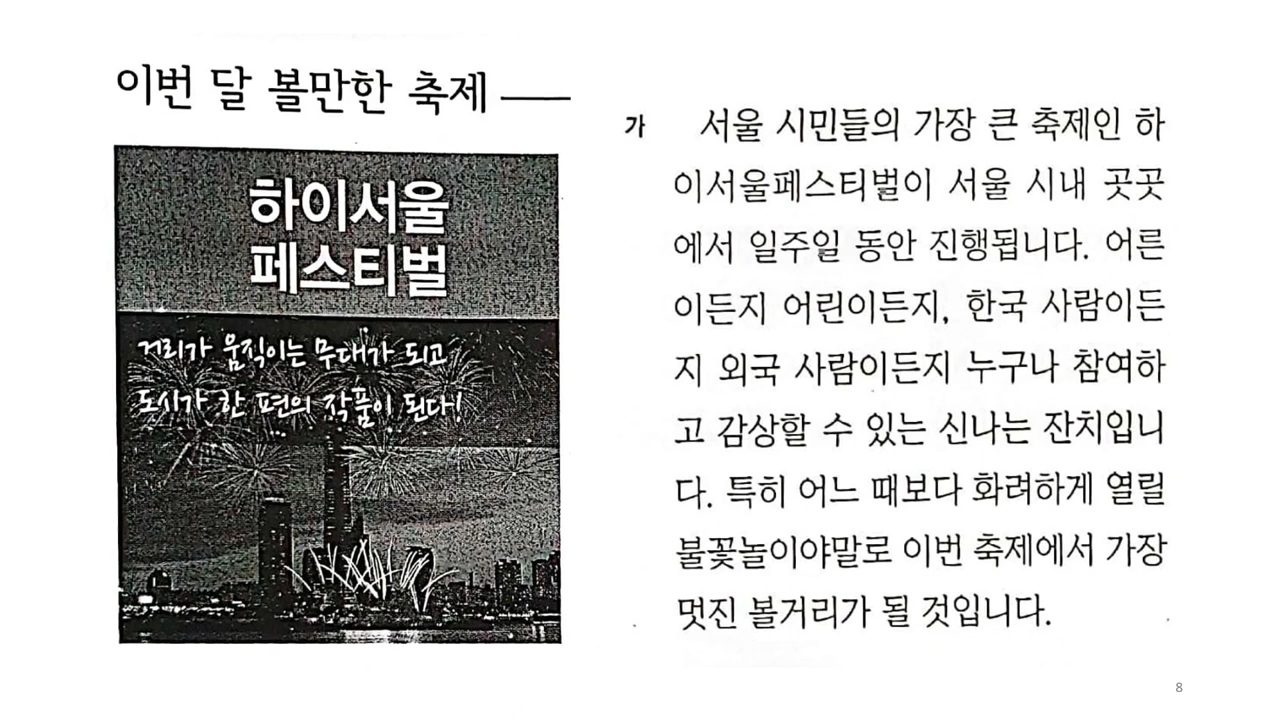 이번 달 볼만한 축제
하이서울
페스티벌
거리가 움직이는 무대가 되고
도시가 한 편의 작품이 된다!
가
서울 시민들의 가장 큰 축제인 하
이서울페스티벌이 서울 시내 곳곳
에서 일주일 동안 진행됩니다. 어른
이든지 어린이든지, 한국 사람이든
지 외국 사람이든지 누구나 참여하
고 감상할 수 있는 신나는 잔치입니
다. 특히 어느 때보다 화려하게 열릴
불꽃놀이야말로 이번 축제에서 가장
멋진 볼거리가 될 것입니다.
8